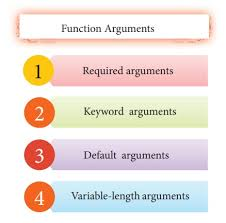 Function Arguments
1 Required arguments
2 Keyword arguments
3 Default arguments
4 Variable-length arguments